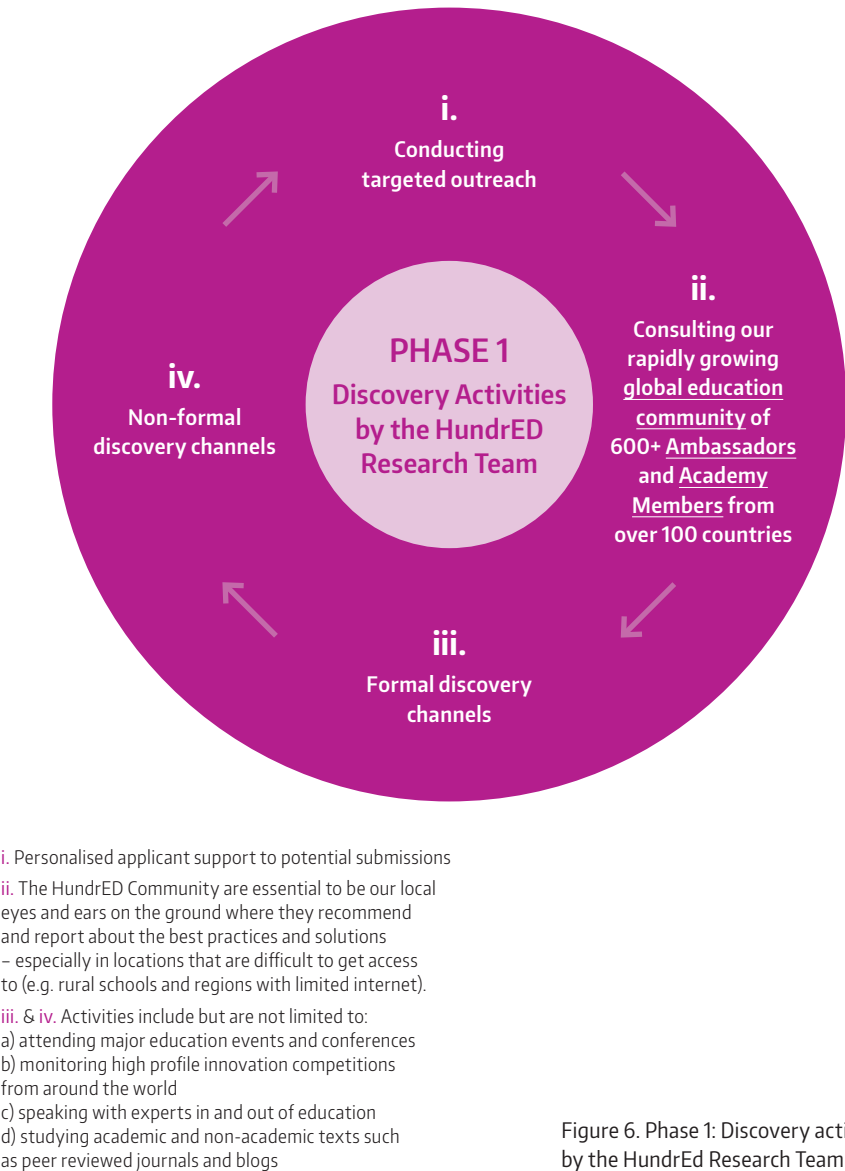 i.
Conducting
targeted outreach
ii.
Consulting our
rapidly growing
global education
community of
600+ Ambassadors
and Academy
Members from
over 100 countries
PHASE 1
Discovery Activities
by the HundrED
Research Team
iv.
Non-formal
discovery channels
iii.
Formal discovery
channels
i. Personalised applicant support to potential submissions
ii. The HundrED Community are essential to be our local
eyes and ears on the ground where they recommend
and report about the best practices and solutions
– especially in locations that are difficult to get access
to (e.g. rural schools and regions with limited internet).
iii. & iv. Activities include but are not limited to:
a) attending major education events and conferences
b) monitoring high profile innovation competitions
from around the world
c) speaking with experts in and out of education
d) studying academic and non-academic texts such
as peer reviewed journals and blogs
Figure 6. Phase 1: Discovery acti
by the HundrEd Research Team